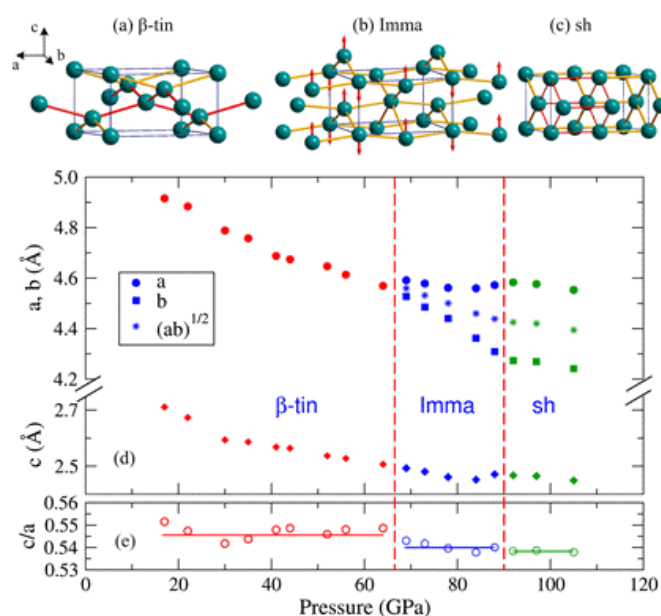 (a) β-tin
(b) Imma
(c) sh
c
a
b
5.0
4.8
4.6
4.4
4.2
a, b (Å)
a
b
(ab)^1/2
β-tin
Imma
sh
2.7
2.5
c (Å)
(d)
0.56
0.55
0.54
0.53
c/a
(e)
0 20 40 60 80 100 120
Pressure (GPa)